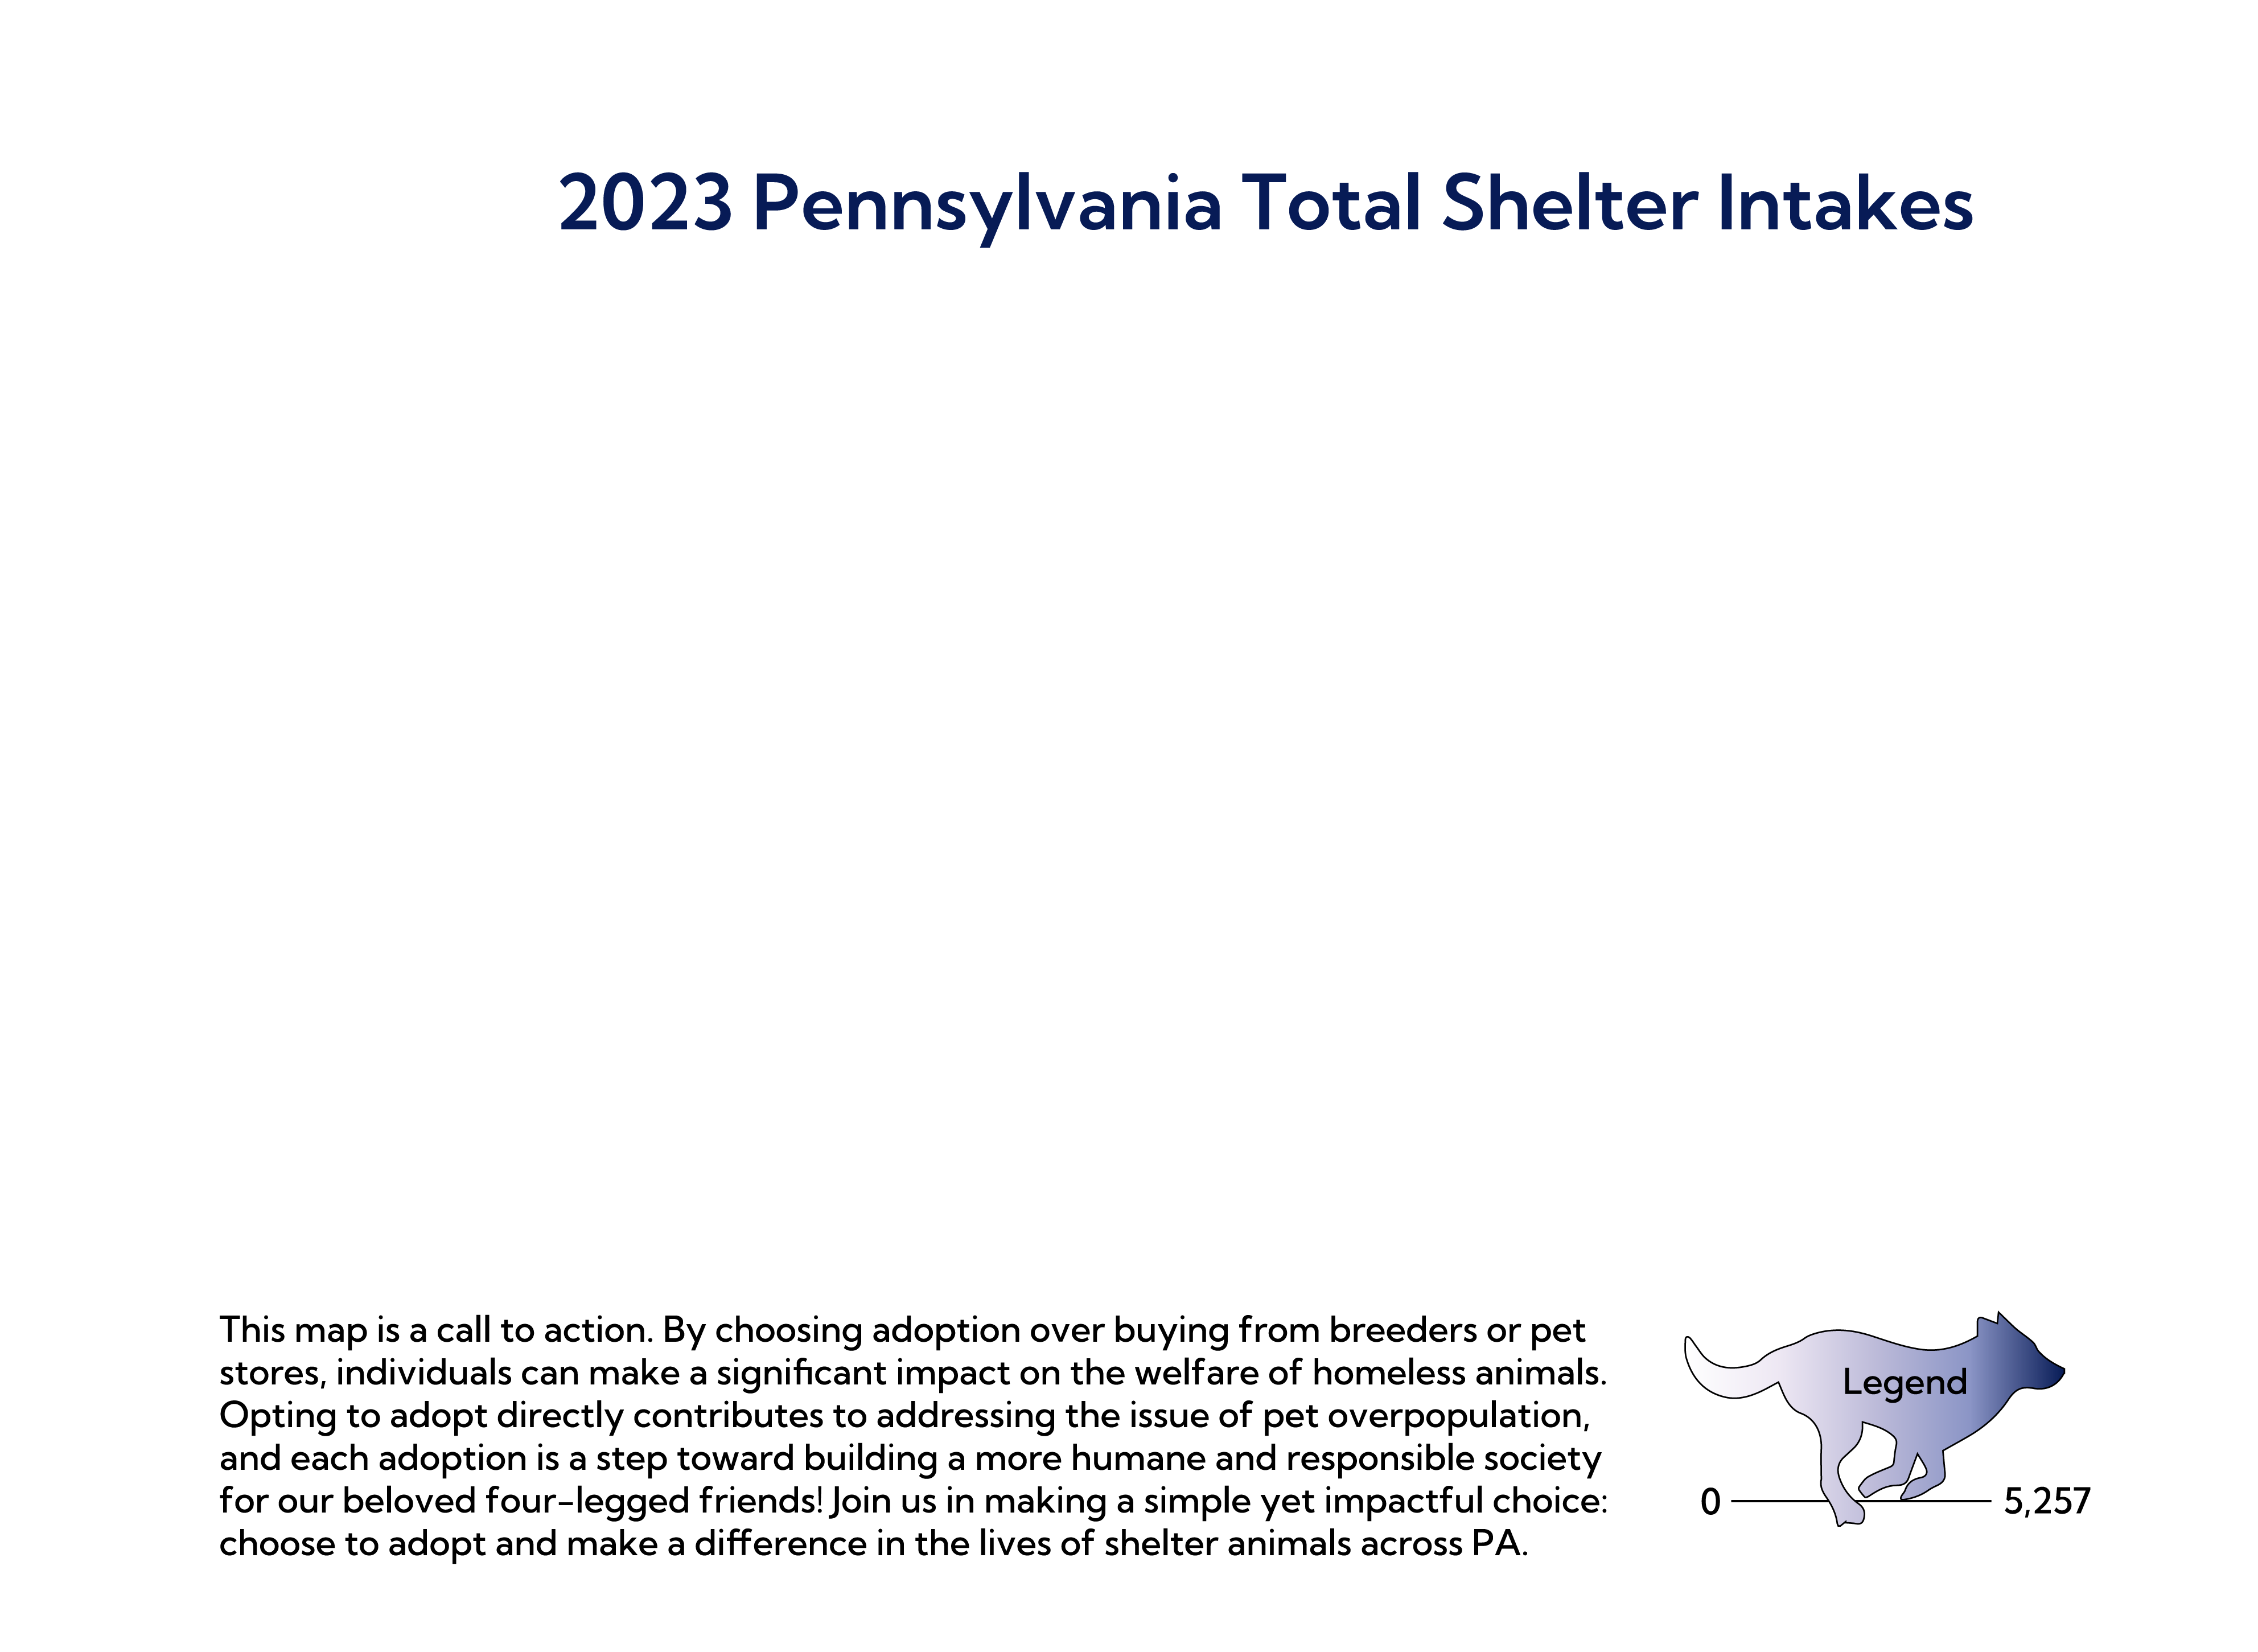 2023 Pennsylvania Total Shelter Intakes
This map is a call to action. By choosing adoption over buying from breeders or pet
stores, individuals can make a significant impact on the welfare of homeless animals.
Opting to adopt directly contributes to addressing the issue of pet overpopulation,
and each adoption is a step toward building a more humane and responsible society
for our beloved four-legged friends! Join us in making a simple yet impactful choice:
choose to adopt and make a difference in the lives of shelter animals across PA.
Legend
0 5,257